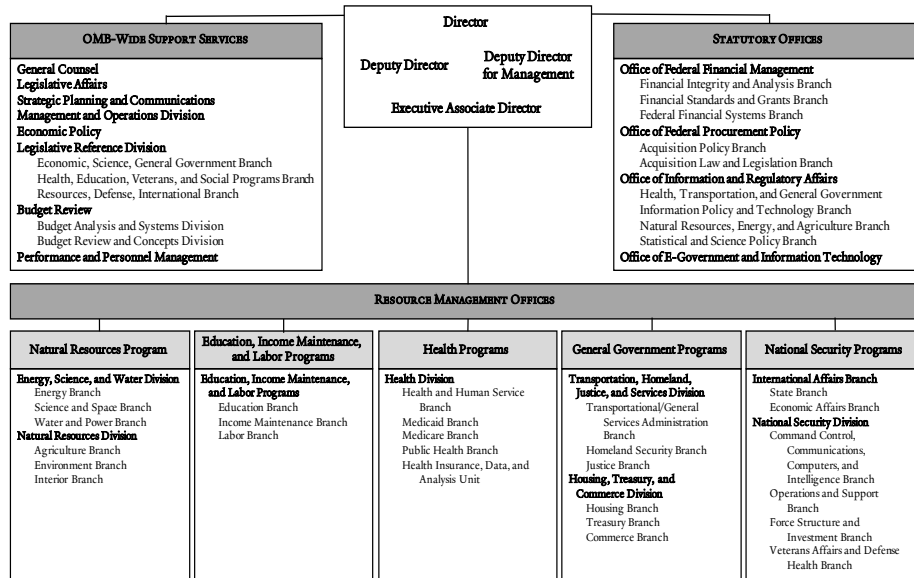 Director
Deputy Director
Deputy Director
for Management
Executive Associate Director
OMB-WIDE SUPPORT SERVICES
General Counsel
Legislative Affairs
Strategic Planning and Communications
Management and Operations Division
Economic Policy
Legislative Reference Division
Economic, Science, General Government Branch
Health, Education, Veterans, and Social Programs Branch
Resources, Defense, International Branch
Budget Review
Budget Analysis and Systems Division
Budget Review and Concepts Division
Performance and Personnel Management
STATUTORY OFFICES
Office of Federal Financial Management
Financial Integrity and Analysis Branch
Financial Standards and Grants Branch
Federal Financial Systems Branch
Office of Federal Procurement Policy
Acquisition Policy Branch
Acquisition Law and Legislation Branch
Office of Information and Regulatory Affairs
Health, Transportation, and General Government
Information Policy and Technology Branch
Natural Resources, Energy, and Agriculture Branch
Statistical and Science Policy Branch
Office of E-Government and Information Technology
RESOURCE MANAGEMENT OFFICES
Natural Resources Program
Energy, Science, and Water Division
Energy Branch
Science and Space Branch
Water and Power Branch
Natural Resources Division
Agriculture Branch
Environment Branch
Interior Branch
Education, Income Maintenance,
and Labor Programs
Education, Income Maintenance,
and Labor Programs
Education Branch
Income Maintenance Branch
Labor Branch
Health Programs
Health Division
Health and Human Service
Branch
Medicaid Branch
Medicare Branch
Public Health Branch
Health Insurance, Data, and
Analysis Unit
General Government Programs
Transportation, Homeland,
Justice, and Services Division
Transportational/General
Services Administration
Branch
Homeland Security Branch
Justice Branch
Housing, Treasury, and
Commerce Division
Housing Branch
Treasury Branch
Commerce Branch
National Security Programs
International Affairs Branch
State Branch
Economic Affairs Branch
National Security Division
Command Control,
Communications,
Computers, and
Intelligence Branch
Operations and Support
Branch
Force Structure and
Investment Branch
Veterans Affairs and Defense
Health Branch